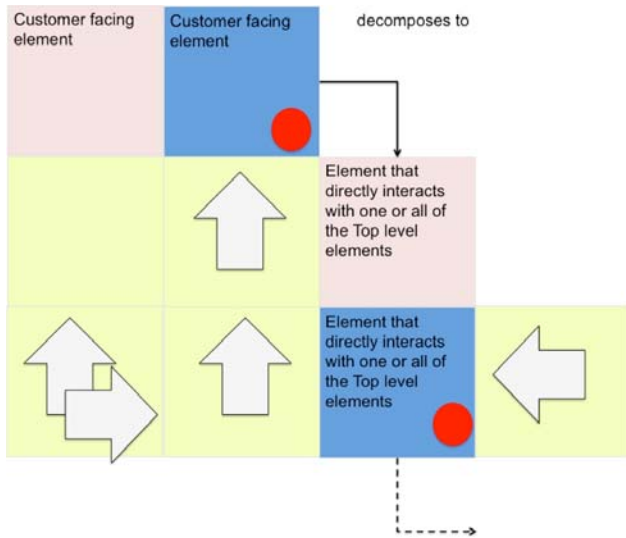 Customer facing
element
Customer facing
element
decomposes to
Element that
directly interacts
with one or all of
the Top level
elements
Element that
directly interacts
with one or all of
the Top level
elements